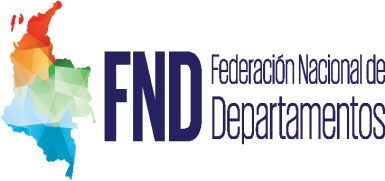 FND
Federación Nacional de
Departamentos